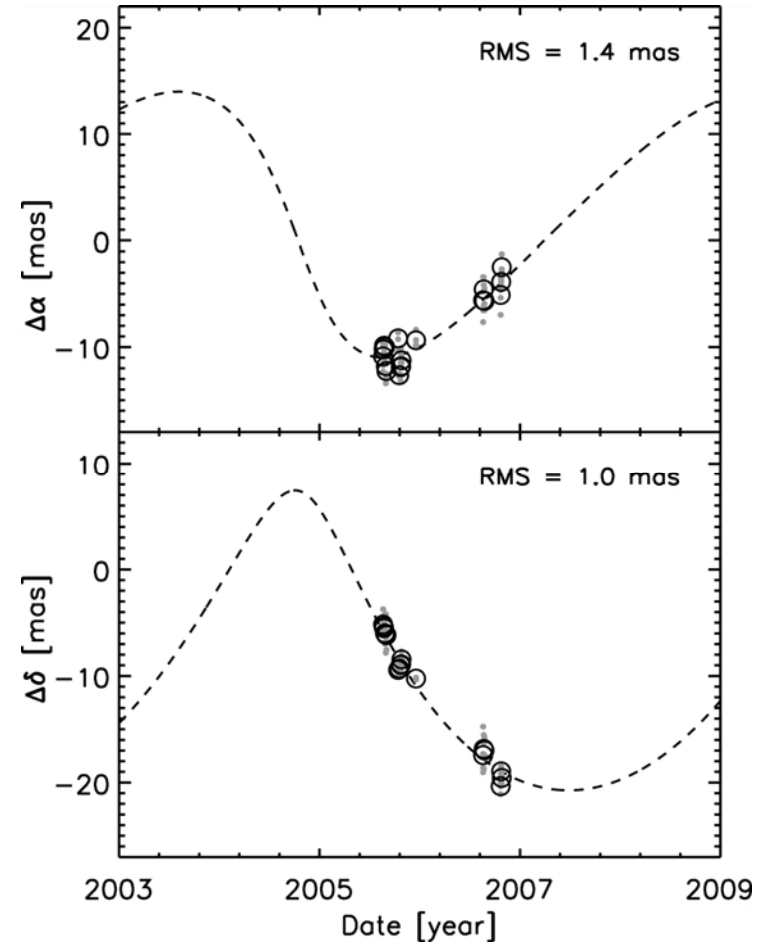 20
RMS = 1.4 mas
10
0
−10
Δα [mas]
10
RMS = 1.0 mas
0
−10
−20
Δδ [mas]
2003 2005 2007 2009
Date [year]